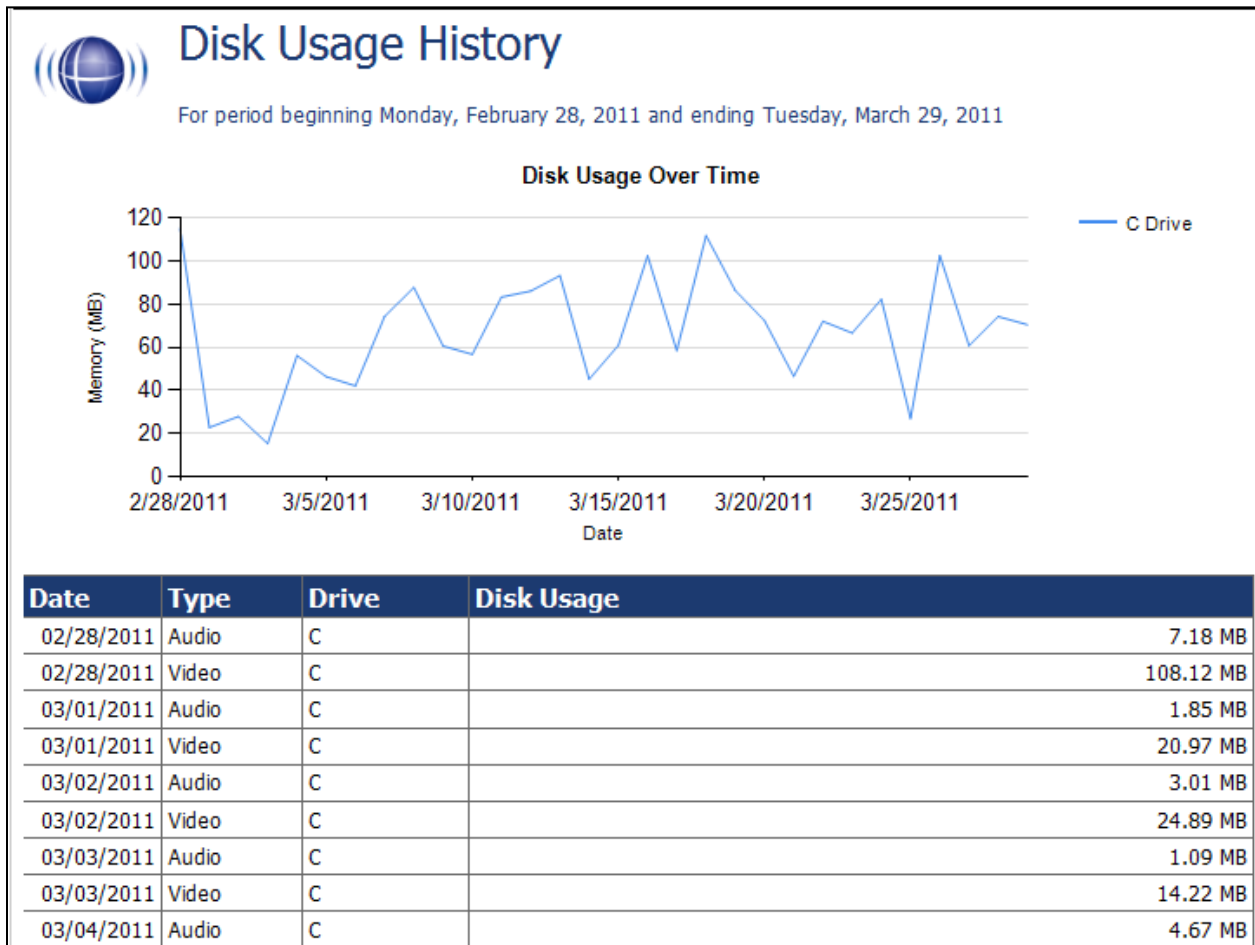 Disk Usage History
For period beginning Monday, February 28, 2011 and ending Tuesday, March 29, 2011
Disk Usage Over Time
C Drive
Memory (MB)
120
100
80
60
40
20
0
2/28/2011 3/5/2011 3/10/2011 3/15/2011 3/20/2011 3/25/2011
Date
Date Type Drive Disk Usage
02/28/2011 Audio C 7.18 MB
02/28/2011 Video C 108.12 MB
03/01/2011 Audio C 1.85 MB
03/01/2011 Video C 20.97 MB
03/02/2011 Audio C 3.01 MB
03/02/2011 Video C 24.89 MB
03/03/2011 Audio C 1.09 MB
03/03/2011 Video C 14.22 MB
03/04/2011 Audio C 4.67 MB